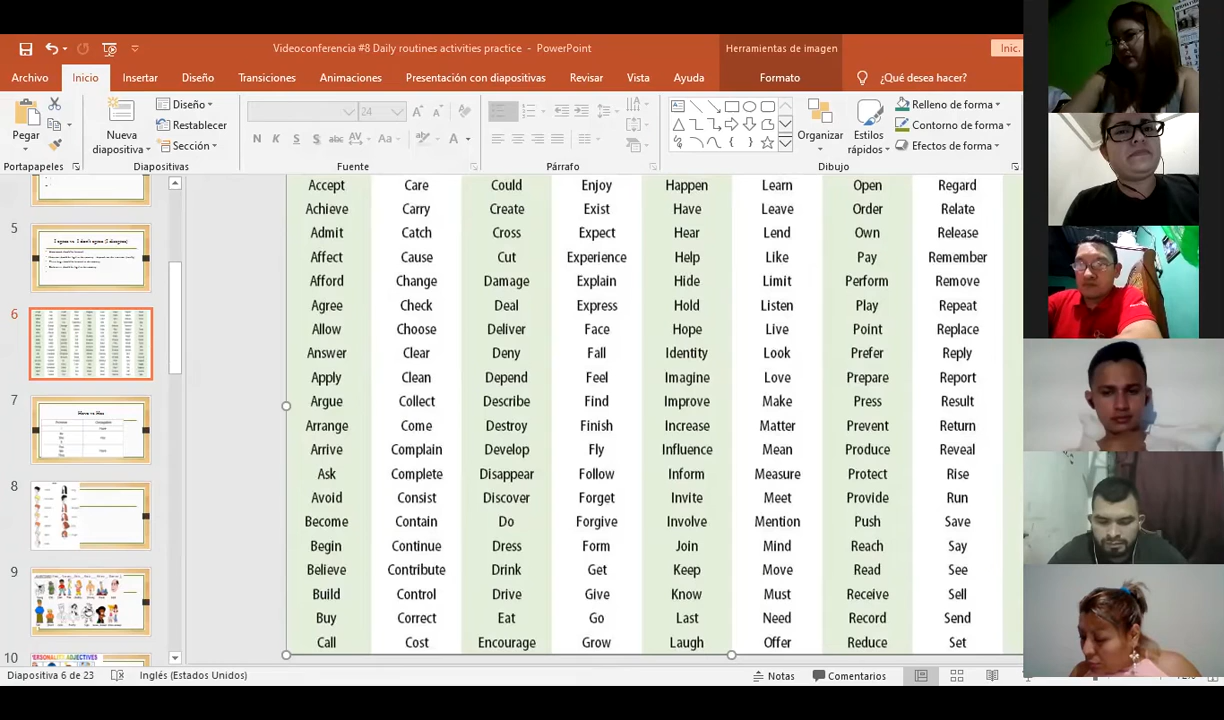 Videoconferencia #8 Daily routines activities practice - PowerPoint
Herramientas de imagen
Inic.
Archivo Inicio Insertar Diseño Transiciones Animaciones Presentación con diapositivas Revisar Vista Ayuda Formato ¿Qué desea hacer?
Pegar
Nueva diapositiva
Diseño
Restablecer
Sección
24
N K S S abc AV Aa A
Organizar
Estilos rápidos
Relleno de forma
Contorno de forma
Efectos de forma
Portapapeles Diapositivas Fuente Párrafo Dibujo
5
I agree vs. I don't agree (I disagree)
6
7
Have vs Has
8
9
10
PERSONALITY ADJECTIVES
Accept Care Could Enjoy Happen Learn Open Regard
Achieve Carry Create Exist Have Leave Order Relate
Admit Catch Cross Expect Hear Lend Own Release
Affect Cause Cut Experience Help Like Pay Remember
Afford Change Damage Explain Hide Limit Perform Remove
Agree Check Deal Express Hold Listen Play Repeat
Allow Choose Deliver Face Hope Live Point Replace
Answer Clear Deny Fall Identity Look Prefer Reply
Apply Clean Depend Feel Imagine Love Prepare Report
Argue Collect Describe Find Improve Make Press Result
Arrange Come Destroy Finish Increase Matter Prevent Return
Arrive Complain Develop Fly Influence Mean Produce Reveal
Ask Complete Disappear Follow Inform Measure Protect Rise
Avoid Consist Discover Forget Invite Meet Provide Run
Become Contain Do Forgive Involve Mention Push Save
Begin Continue Dress Form Join Mind Reach Say
Believe Contribute Drink Get Keep Move Read See
Build Control Drive Give Know Must Receive Sell
Buy Correct Eat Go Last Need Record Send
Call Cost Encourage Grow Laugh Offer Reduce Set
Diapositiva 6 de 23 Inglés (Estados Unidos) Notas Comentarios